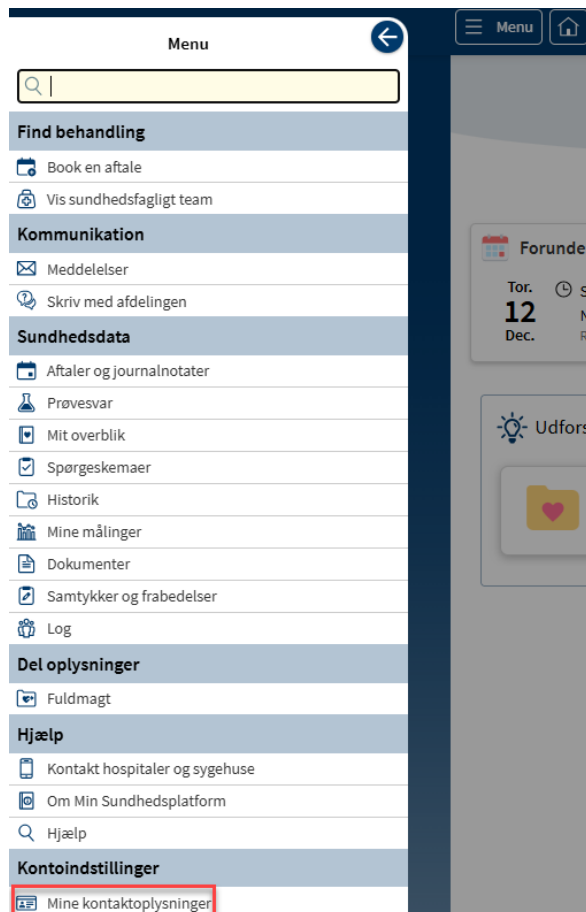 Menu
Find behandling
Book en aftale
Vis sundhedsfagligt team
Kommunikation
Meddelelser
Skriv med afdelingen
Sundhedsdata
Aftaler og journalnotater
Prøvesvar
Mit overblik
Spørgeskemaer
Historik
Mine målinger
Dokumenter
Samtykker og frabedelser
Log
Del oplysninger
Fuldmagt
Hjælp
Kontakt hospitaler og sygehuse
Om Min Sundhedsplatform
Hjælp
Kontoindstillinger
Mine kontaktoplysninger
Menu
Forunde
Tor.
12
Dec.
Udfors